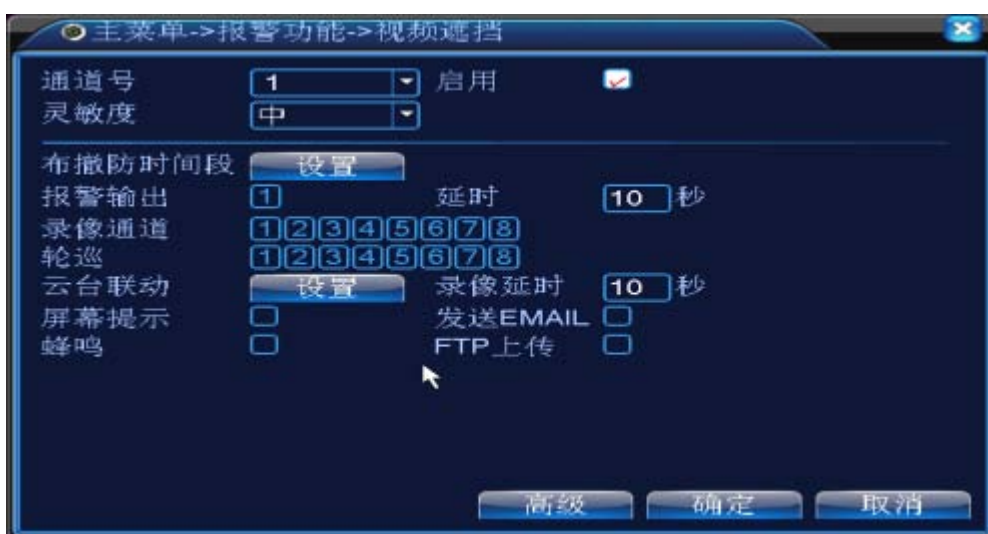 主菜单->报警功能->视频遮挡
通道号 1 启用
灵敏度 中
布撤防时间段 设置
报警输出 1 延时 10 秒
录像通道 1 2 3 4 5 6 7 8
轮巡 1 2 3 4 5 6 7 8
云台联动 设置 录像延时 10 秒
屏幕提示 发送EMAIL
蜂鸣 FTP上传
高级 确定 取消